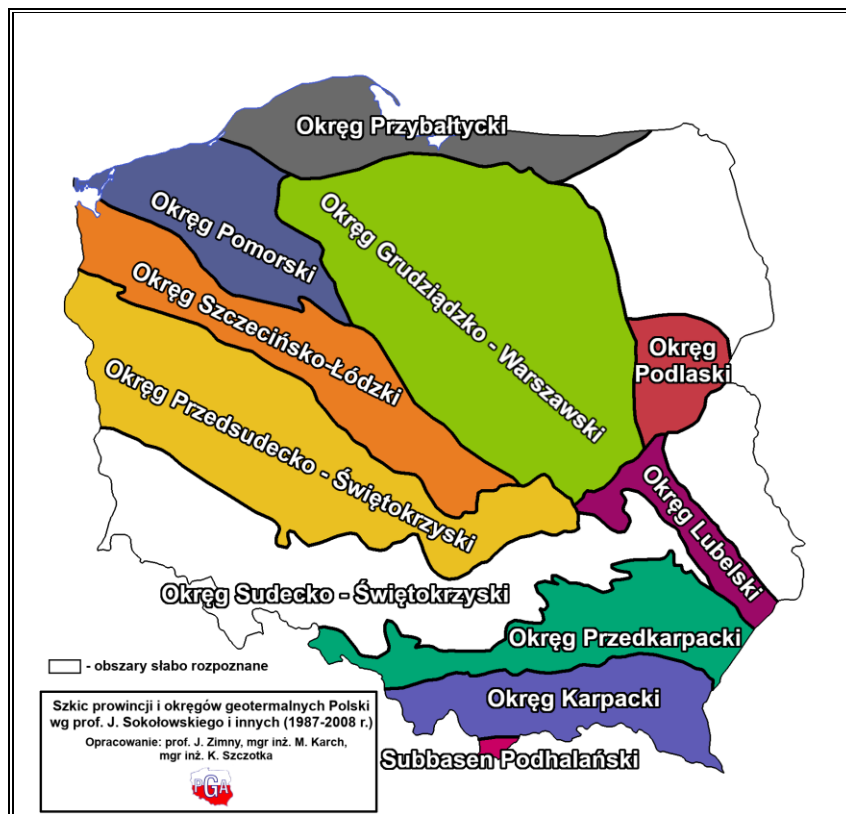 Okręg Przybałtycki
Okręg Pomorski
Okręg Grudziądzko - Warszawski
Okręg Szczecińsko-Łódzki
Okręg
Podlaski
Okręg Przedsudecko - Świętokrzyski
Okręg Lubelski
Okręg Sudecko - Świętokrzyski
Okręg Przedkarpacki
- obszary słabo rozpoznane
Okręg Karpacki
Subbasen Podhalański
Szkic prowincji i okręgów geotermalnych Polski
wg prof. J. Sokołowskiego i innych (1987-2008 r.)
Opracowanie: prof. J. Zimny, mgr inż. M. Karch,
mgr inż. K. Szczotka
PGA